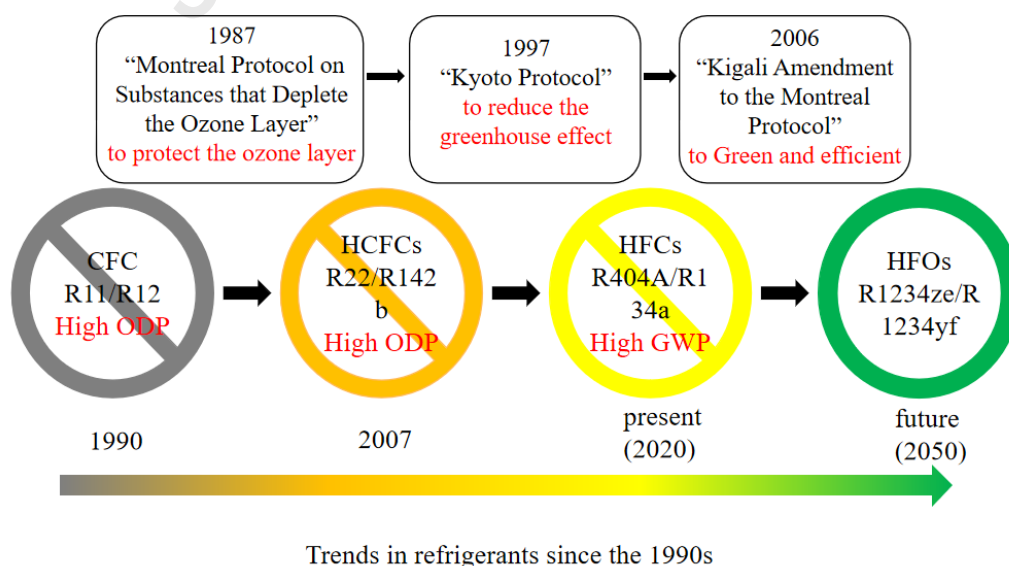 1987
“Montreal Protocol on
Substances that Deplete
the Ozone Layer”
to protect the ozone layer
1997
“Kyoto Protocol”
to reduce the
greenhouse effect
2006
“Kigali Amendment
to the Montreal
Protocol”
to Green and efficient
CFC
R11/R12
High ODP
HCFCs
R22/R142
b
High ODP
HFCs
R404A/R1
34a
High GWP
HFOs
R1234ze/R
1234yf
1990
2007
present
(2020)
future
(2050)
Trends in refrigerants since the 1990s